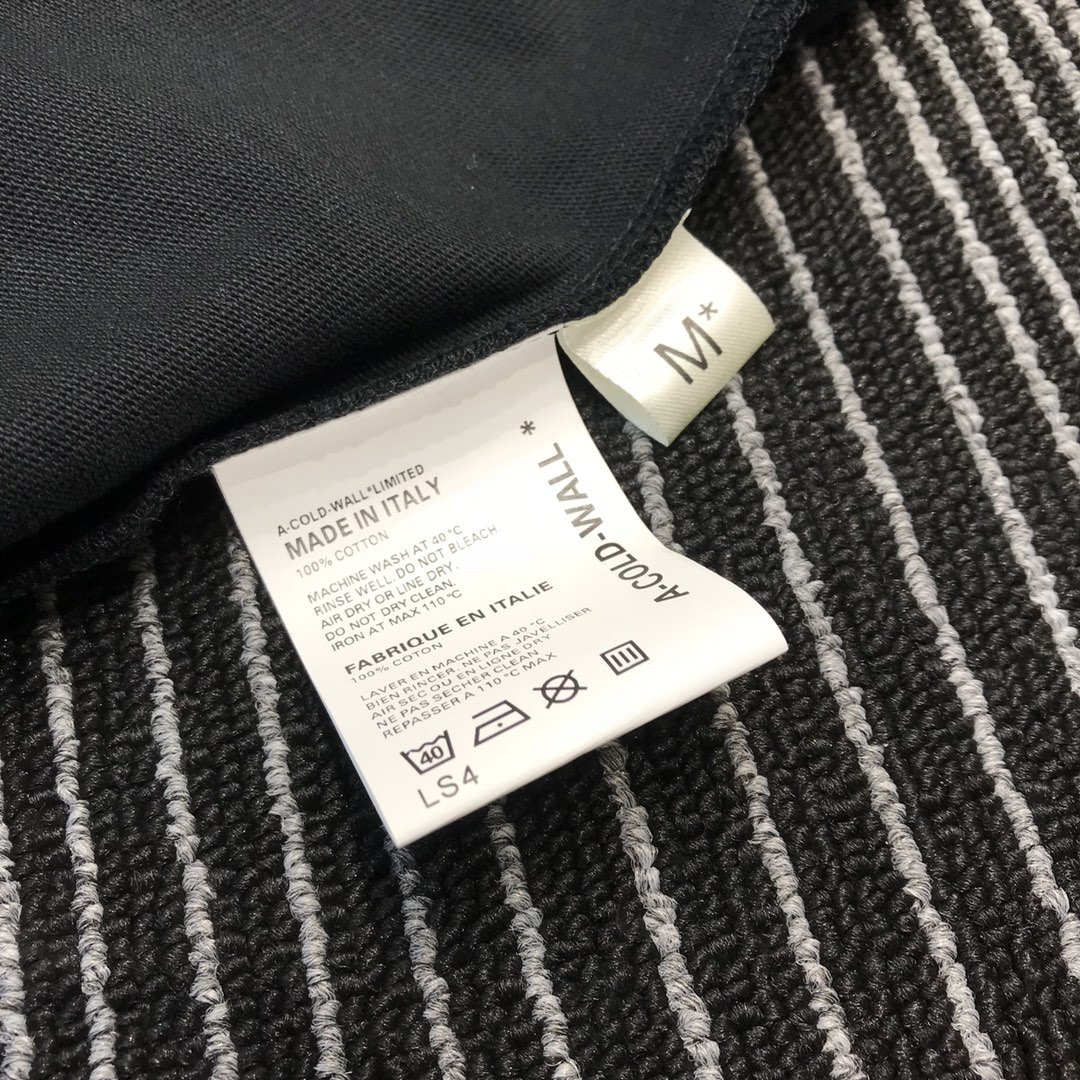 M*
A-COLD-WALL*
A-COLD-WALL*LIMITED
MADE IN ITALY
100% COTTON
MACHINE WASH AT 40°C
RINSE WELL. DO NOT BLEACH.
AIR DRY OR LINE DRY.
DO NOT DRY CLEAN.
IRON AT MAX 110°C
FABRIQUE EN ITALIE
100% COTON
LAVER EN MACHINE A 40°C
BIEN RINCER. NE PAS JAVELLISER
AIR SEC OU EN LIGNE DRY
NE PAS SECHER CLEAN
REPASSER A 110°C MAX
40
LS4